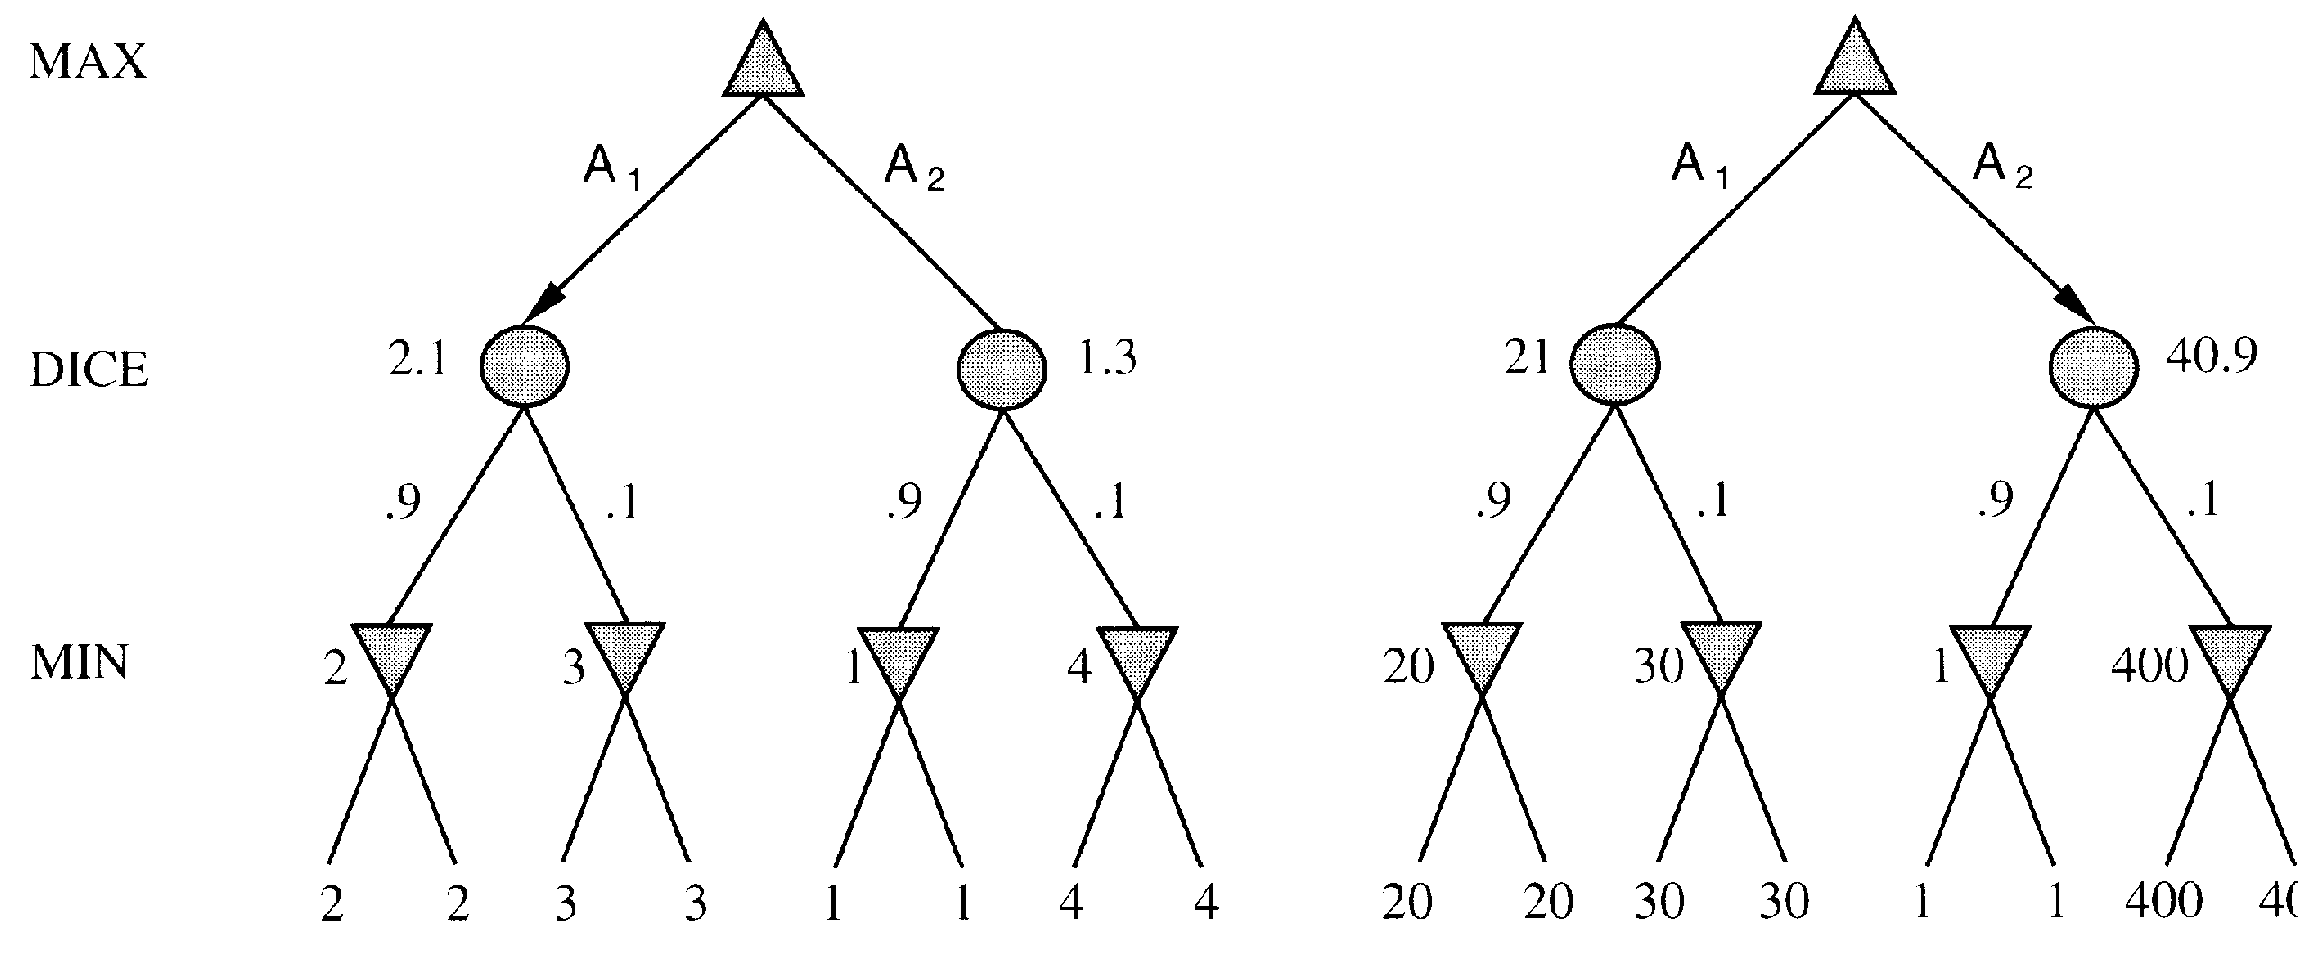 MAX
A1 A2 A1 A2
DICE 2.1 1.3 21 40.9
.9 .1 .9 .1 .9 .1 .9 .1
MIN 2 3 1 4 20 30 1 400
2 2 3 3 1 1 4 4 20 20 30 30 1 1 400 40